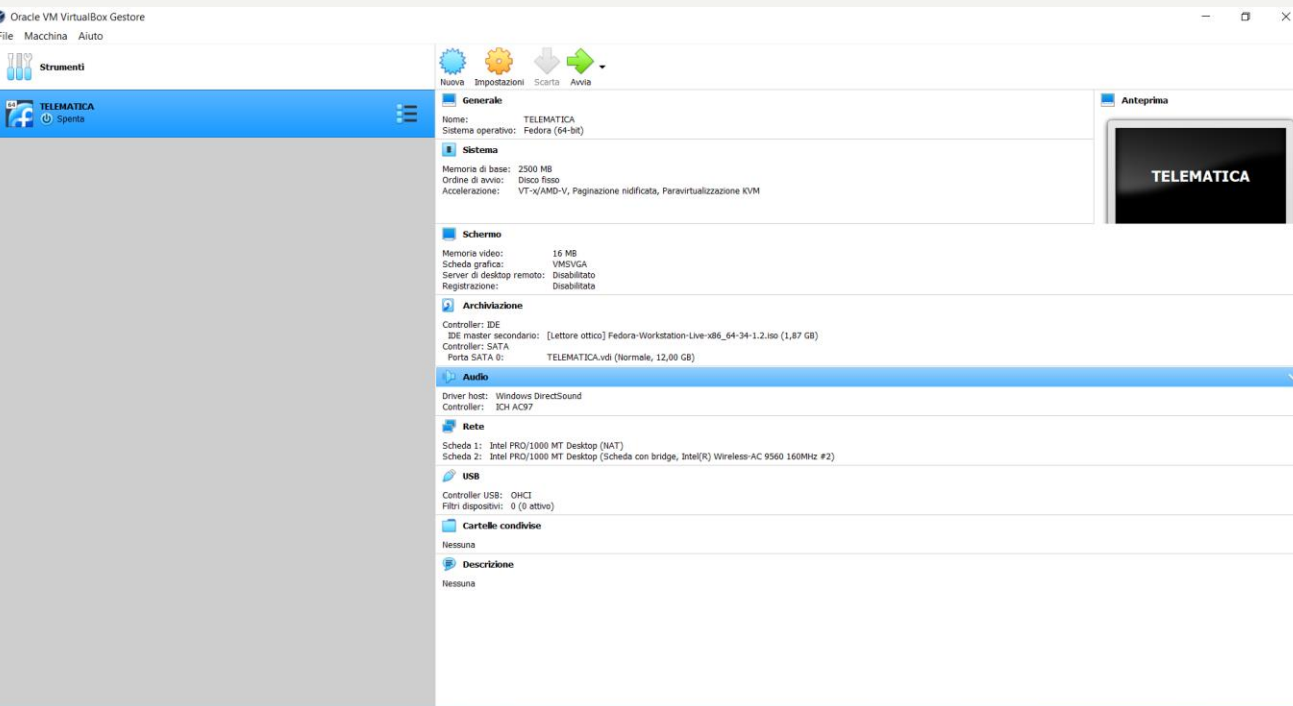 Oracle VM VirtualBox Gestore
File Macchina Aiuto
Strumenti
Nuova Impostazioni Scarta Avvia
64
TELEMATICA
Spenta
Generale
Nome: TELEMATICA
Sistema operativo: Fedora (64-bit)
Anteprima
TELEMATICA
Sistema
Memoria di base: 2500 MB
Ordine di avvio: Disco fisso
Accelerazione: VT-x/AMD-V, Paginazione nidificata, Paravirtualizzazione KVM
Schermo
Memoria video: 16 MB
Scheda grafica: VMSVGA
Server di desktop remoto: Disabilitato
Registrazione: Disabilitata
Archiviazione
Controller: IDE
IDE master secondario: [Lettore ottico] Fedora-Workstation-Live-x86_64-34-1.2.iso (1,87 GB)
Controller: SATA
Porta SATA 0: TELEMATICA.vdi (Normale, 12,00 GB)
Audio
Driver host: Windows DirectSound
Controller: ICH AC97
Rete
Scheda 1: Intel PRO/1000 MT Desktop (NAT)
Scheda 2: Intel PRO/1000 MT Desktop (Scheda con bridge, Intel(R) Wireless-AC 9560 160MHz #2)
USB
Controller USB: OHCI
Filtri dispositivi: 0 (0 attivo)
Cartelle condivise
Nessuna
Descrizione
Nessuna